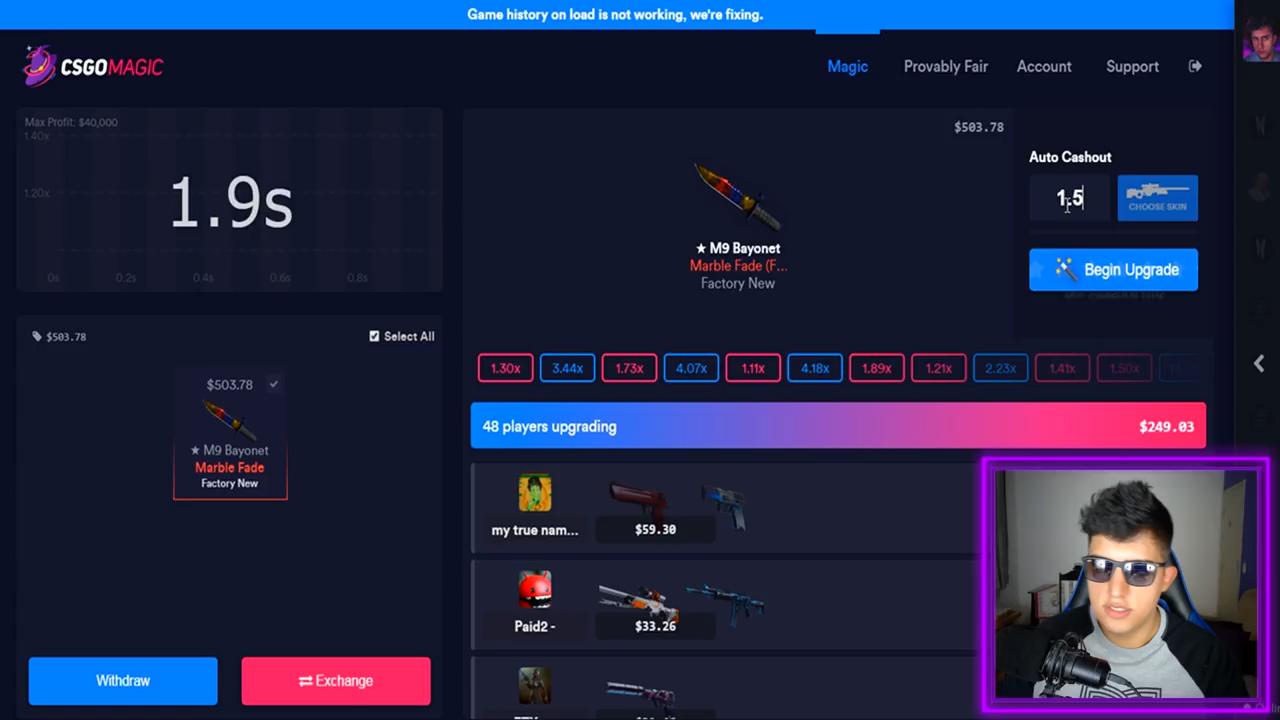 Game history on load is not working, we're fixing.
CSGOMAGIC
Magic
Provably Fair
Account
Support
Max Profit: $40,000
1.40x
1.20x
1.9s
0s
0.2s
0.4s
0.6s
0.8s
$503.78
★ M9 Bayonet
Marble Fade (F...
Factory New
Auto Cashout
1.5
CHOOSE SKIN
Begin Upgrade
$503.78
Select All
$503.78
★ M9 Bayonet
Marble Fade
Factory New
1.30x
3.44x
1.73x
4.07x
1.11x
4.18x
1.89x
1.21x
2.23x
1.41x
1.50x
48 players upgrading
$249.03
my true nam...
$59.30
Paid2 -
$33.26
Withdraw
Exchange